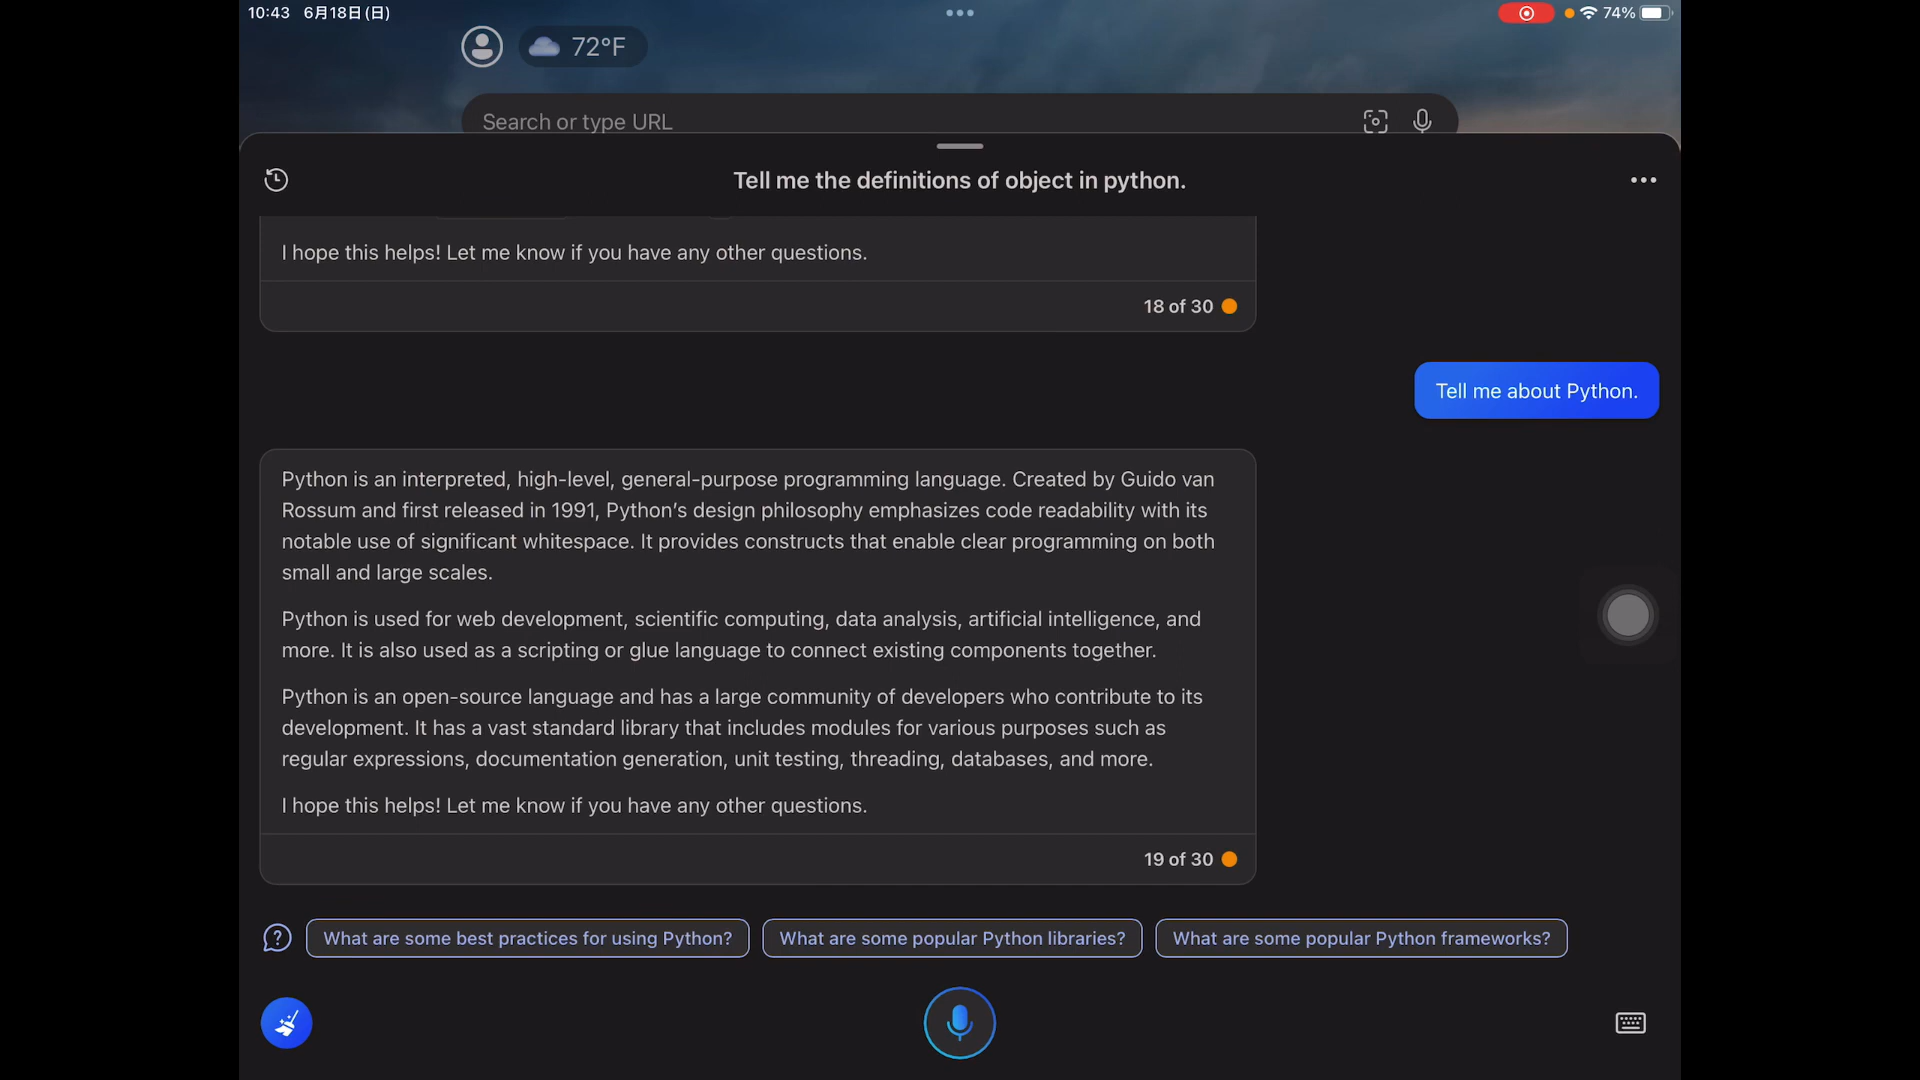 10:43 6月18日(日)
74%
72°F
Search or type URL
Tell me the definitions of object in python.
I hope this helps! Let me know if you have any other questions.
18 of 30
Tell me about Python.
Python is an interpreted, high-level, general-purpose programming language. Created by Guido van
Rossum and first released in 1991, Python's design philosophy emphasizes code readability with its
notable use of significant whitespace. It provides constructs that enable clear programming on both
small and large scales.
Python is used for web development, scientific computing, data analysis, artificial intelligence, and
more. It is also used as a scripting or glue language to connect existing components together.
Python is an open-source language and has a large community of developers who contribute to its
development. It has a vast standard library that includes modules for various purposes such as
regular expressions, documentation generation, unit testing, threading, databases, and more.
I hope this helps! Let me know if you have any other questions.
19 of 30
What are some best practices for using Python?
What are some popular Python libraries?
What are some popular Python frameworks?